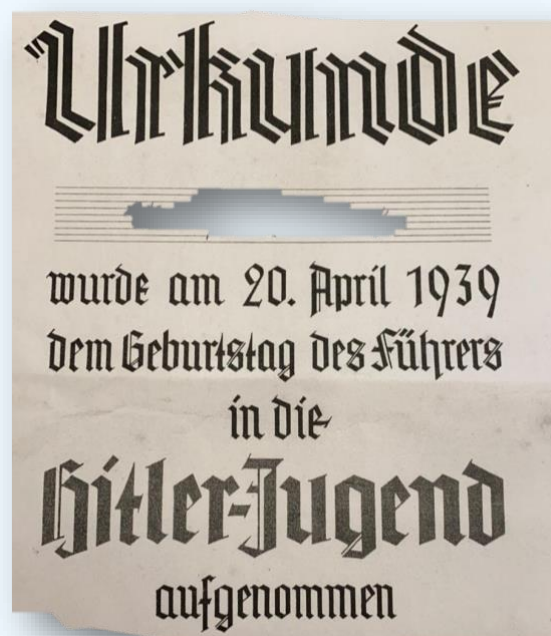 Urkunde
wurde am 20. April 1939
dem Geburtstag des Führers
in die
Hitler-Jugend
aufgenommen